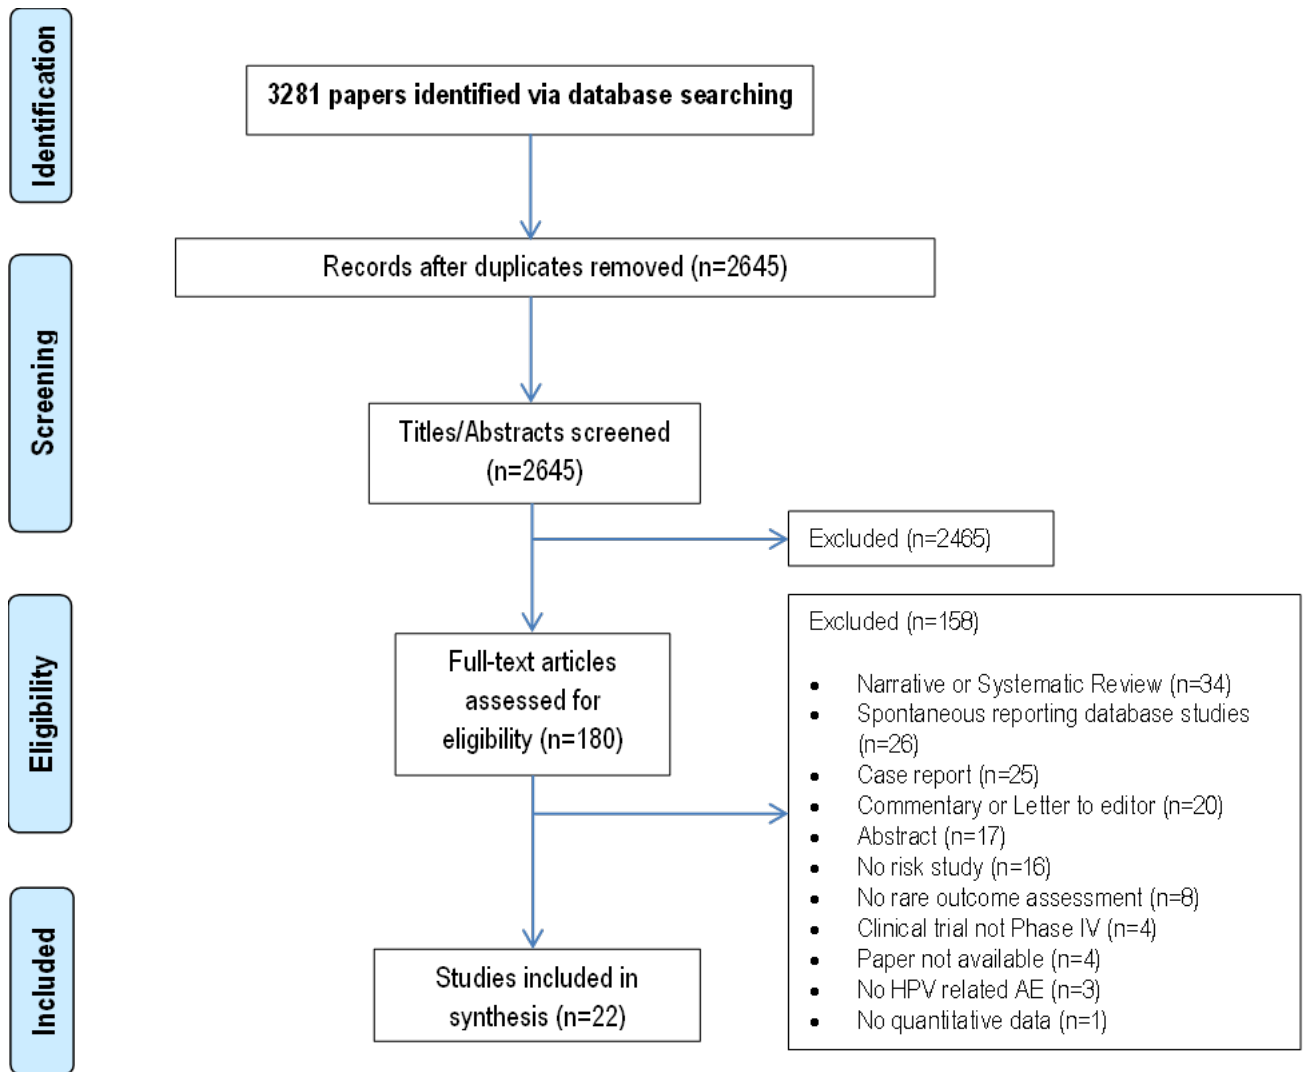 Identification
3281 papers identified via database searching
Records after duplicates removed (n=2645)
Screening
Titles/Abstracts screened
(n=2645)
Excluded (n=2465)
Eligibility
Full-text articles
assessed for
eligibility (n=180)
Excluded (n=158)
• Narrative or Systematic Review (n=34)
• Spontaneous reporting database studies
(n=26)
• Case report (n=25)
• Commentary or Letter to editor (n=20)
• Abstract (n=17)
• No risk study (n=16)
• No rare outcome assessment (n=8)
• Clinical trial not Phase IV (n=4)
• Paper not available (n=4)
• No HPV related AE (n=3)
• No quantitative data (n=1)
Included
Studies included in
synthesis (n=22)